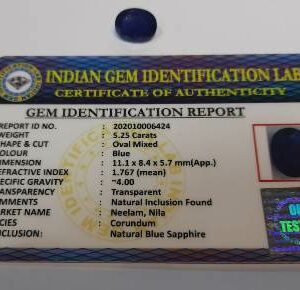 INDIAN GEM IDENTIFICATION LAB
CERTIFICATE OF AUTHENTICITY
GEM IDENTIFICATION REPORT
REPORT ID NO. : 202010006424
WEIGHT : 5.25 Carats
SHAPE & CUT : Oval Mixed
COLOUR : Blue
DIMENSION : 11.1 x 8.4 x 5.7 mm(App.)
REFRACTIVE INDEX : 1.767 (mean)
SPECIFIC GRAVITY : ~4.00
TRANSPARENCY : Transparent
COMMENTS : Natural Inclusion Found
NAMES : Neelam, Nila
SPECIES : Corundum
CONCLUSION: : Natural Blue Sapphire
TEST